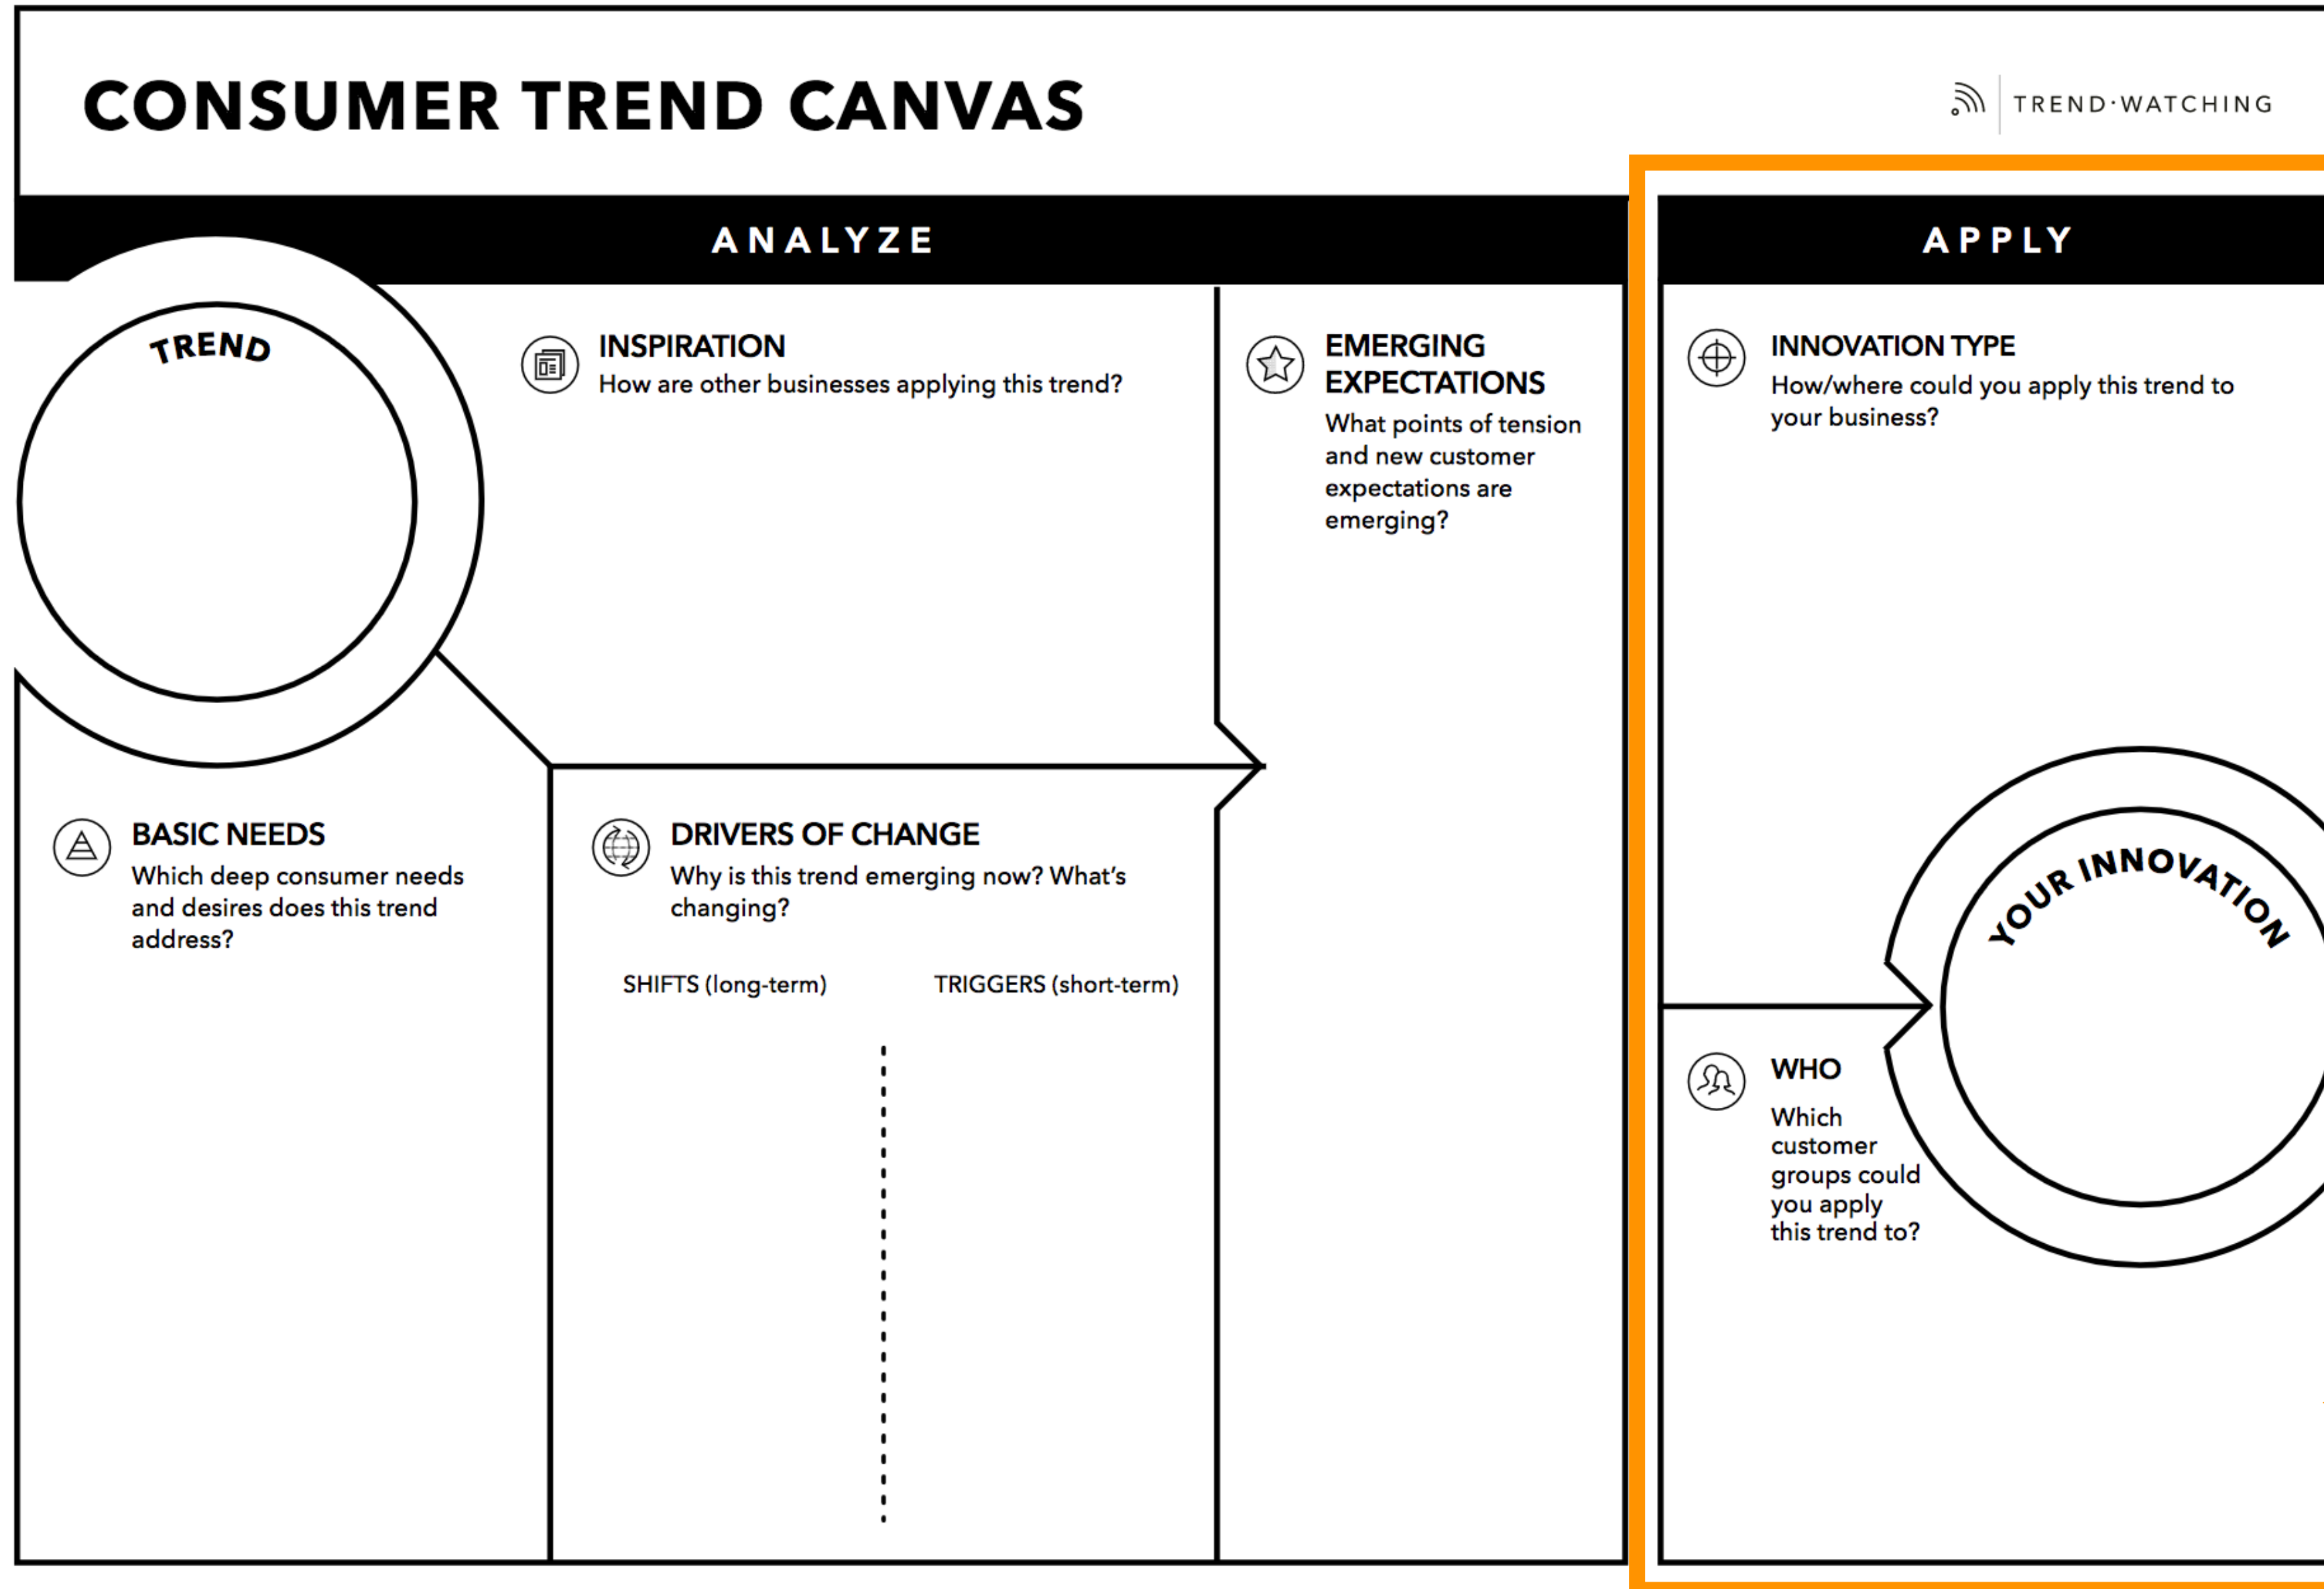 CONSUMER TREND CANVAS
TREND·WATCHING
ANALYZE
TREND
INSPIRATION
How are other businesses applying this trend?
EMERGING
EXPECTATIONS
What points of tension
and new customer
expectations are
emerging?
BASIC NEEDS
Which deep consumer needs
and desires does this trend
address?
DRIVERS OF CHANGE
Why is this trend emerging now? What's
changing?
SHIFTS (long-term)
TRIGGERS (short-term)
APPLY
INNOVATION TYPE
How/where could you apply this trend to
your business?
YOUR INNOVATION
WHO
Which
customer
groups could
you apply
this trend to?